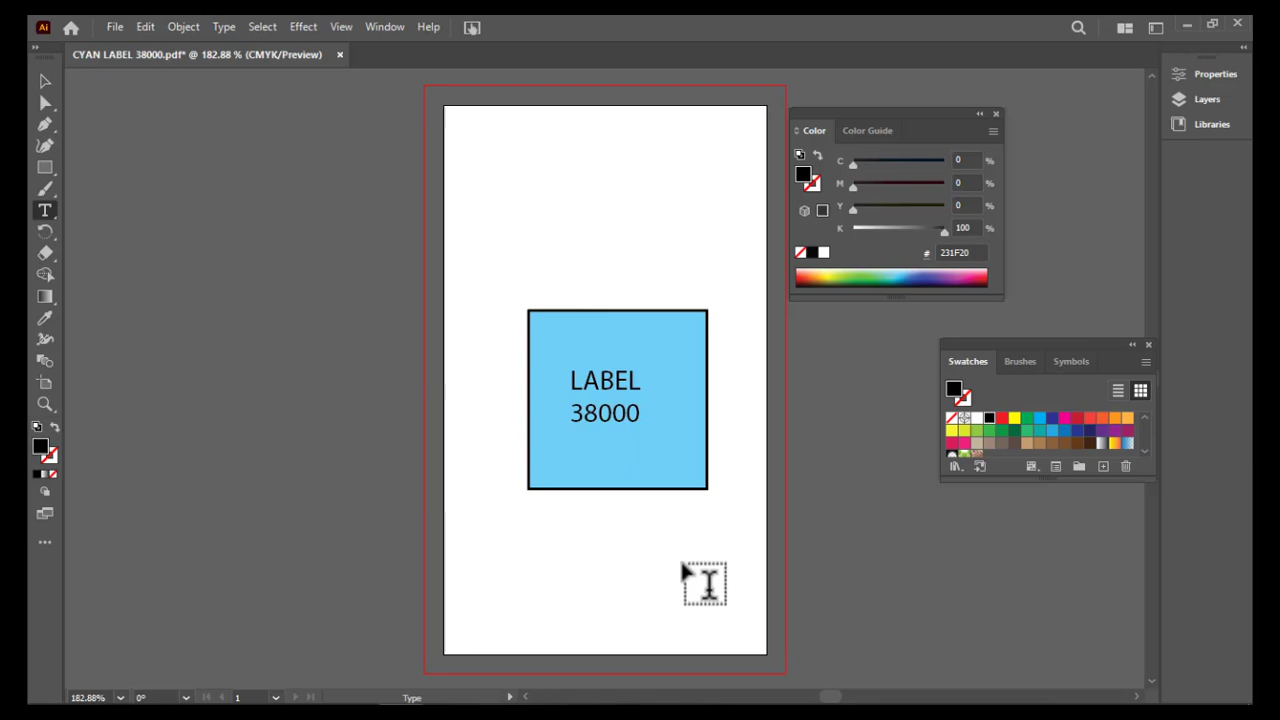 Ai File Edit Object Type Select Effect View Window Help
CYAN LABEL 38000.pdf* @ 182.88 % (CMYK/Preview) ×
Properties
Layers
Libraries
Color Color Guide
C 0 %
M 0 %
Y 0 %
K 100 %
# 231F20
LABEL
38000
Swatches Brushes Symbols
T
182.88% 0° 1 Type